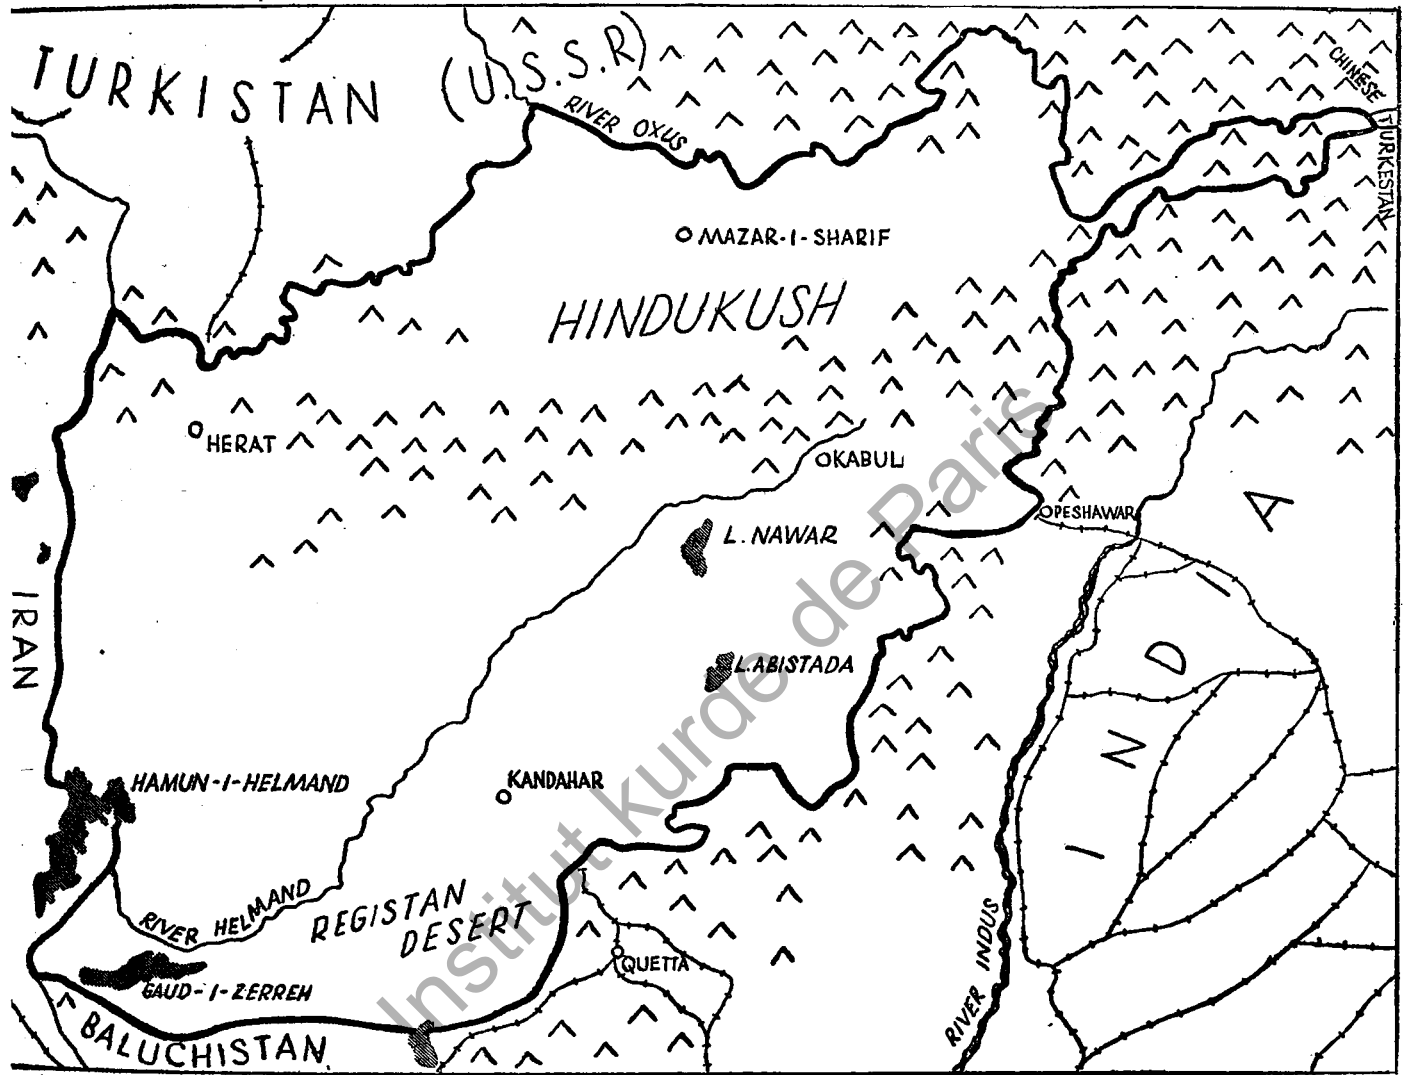 TURKISTAN (U.S.S.R)
CHINESE
TURKESTAN
RIVER OXUS
MAZAR-I-SHARIF
HINDUKUSH
HERAT
KABUL
PESHAWAR
L. NAWAR
IRAN
L. ABISTADA
INDIA
HAMUN-I-HELMAND
KANDAHAR
RIVER HELMAND
REGISTAN
DESERT
RIVER INDUS
QUETTA
GAUD-I-ZERREH
BALUCHISTAN
Institut kurde de Paris